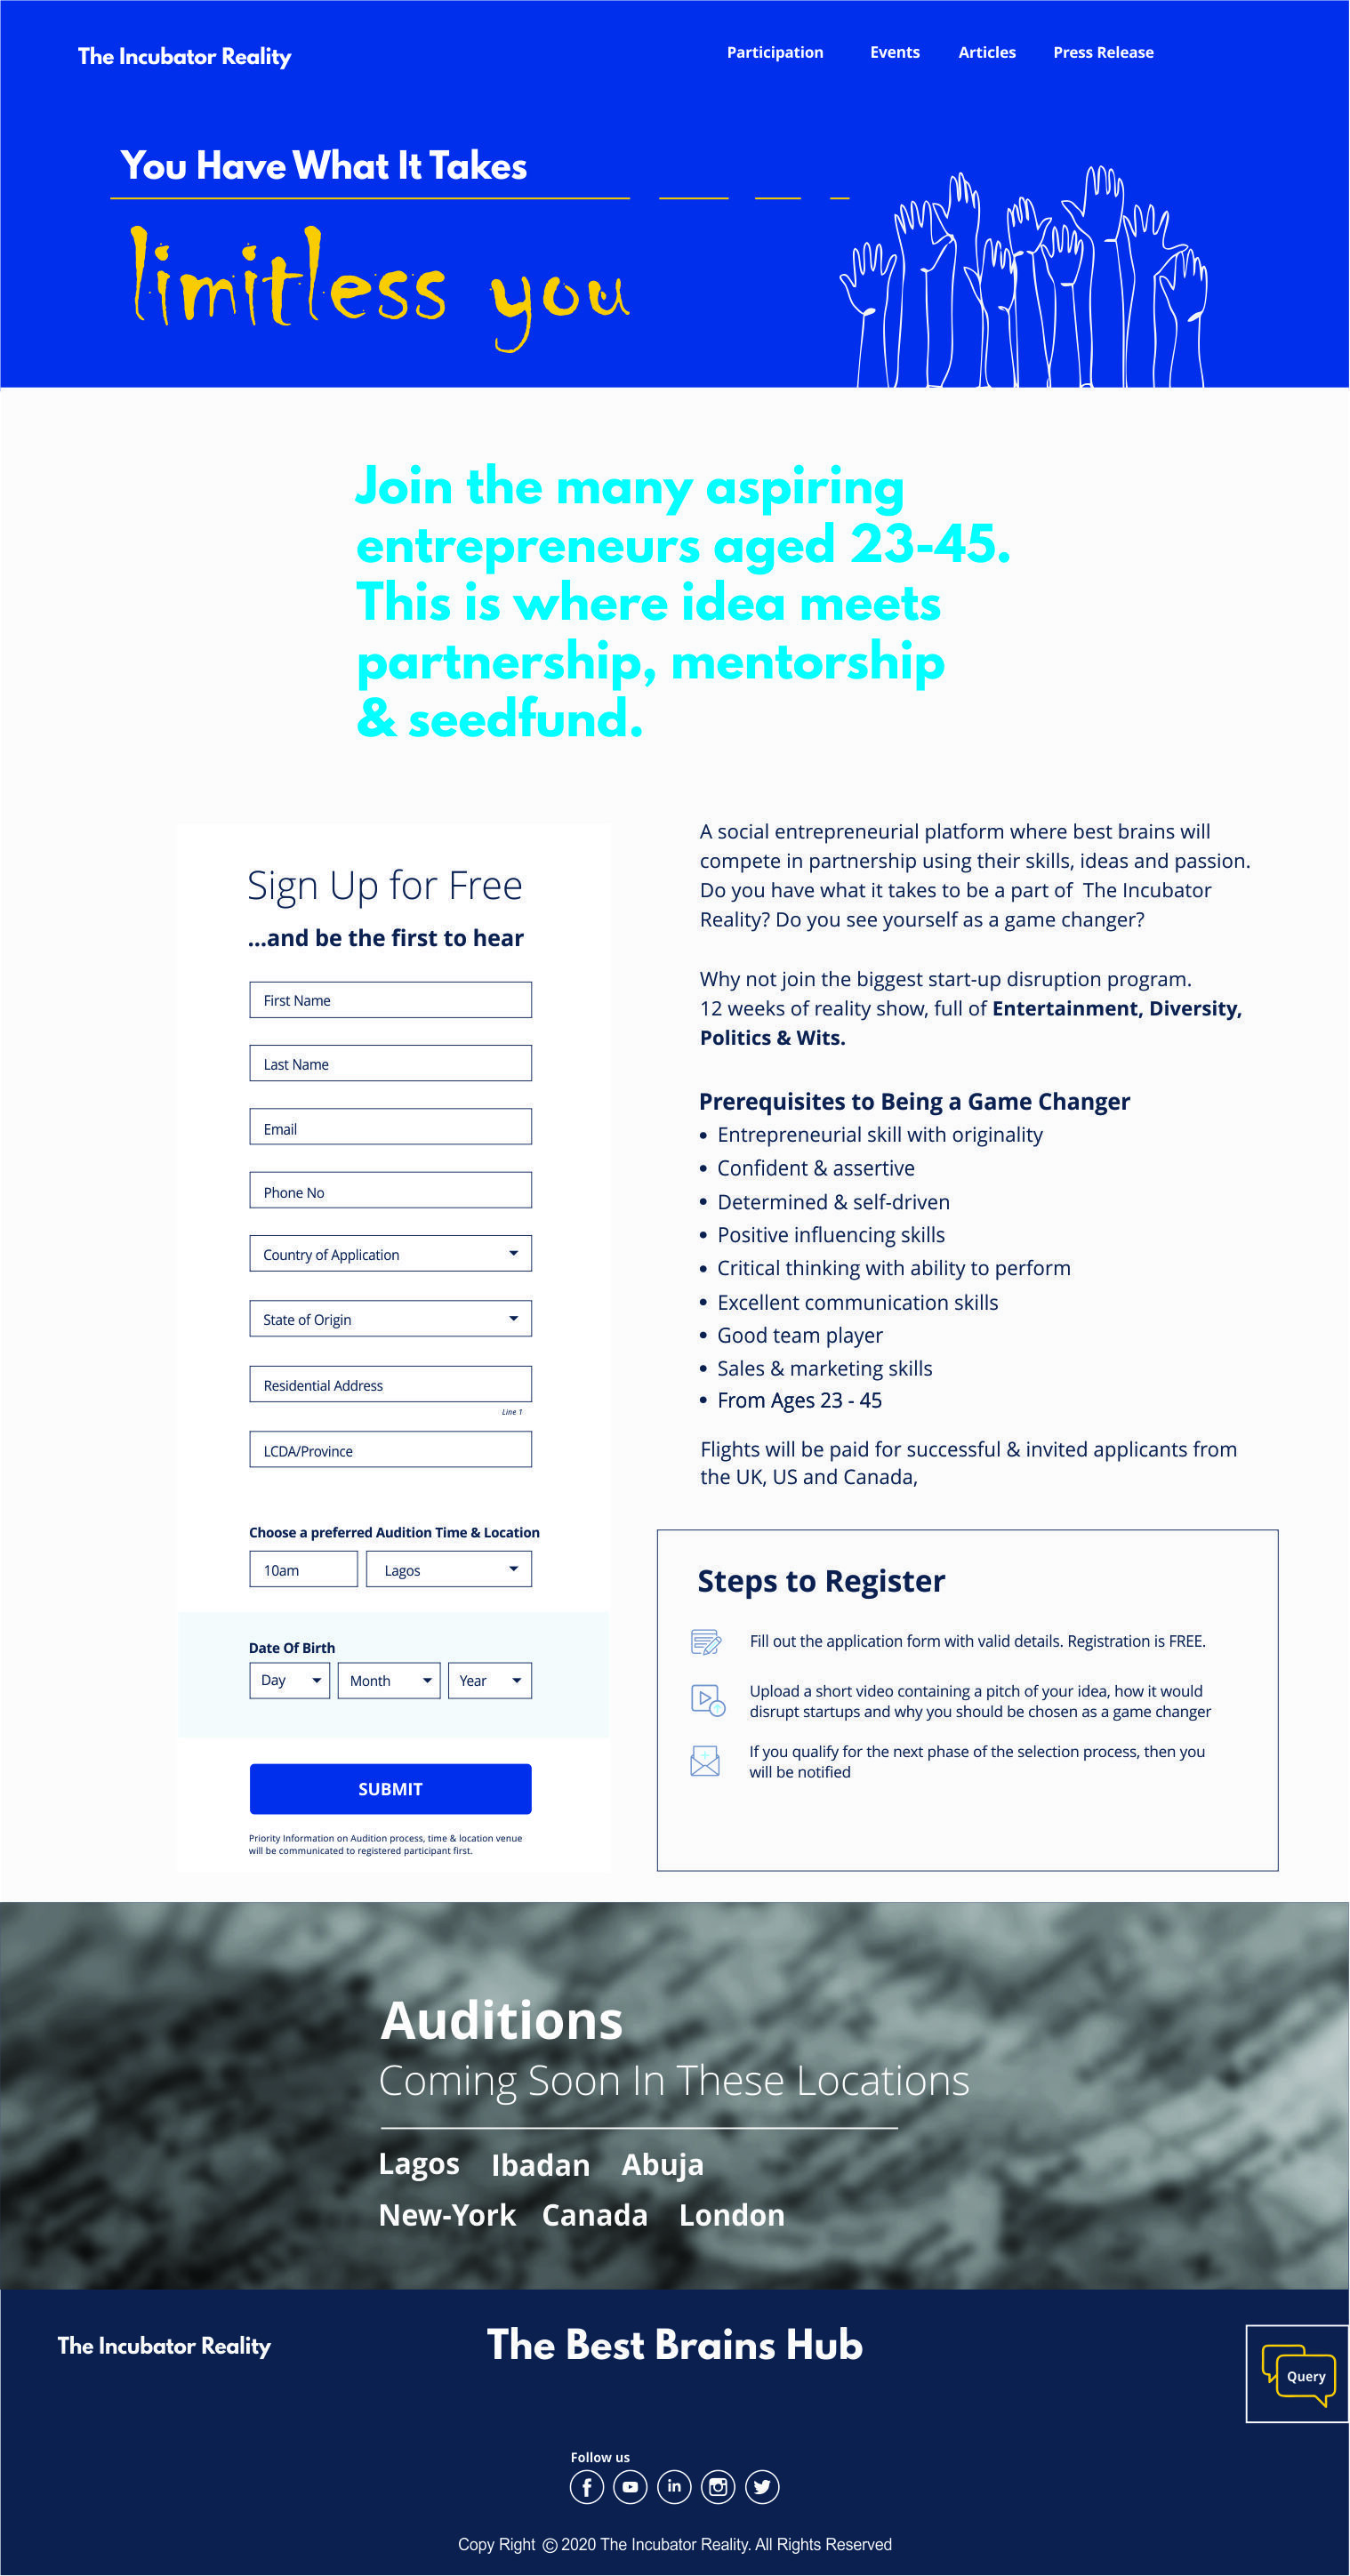 The Incubator Reality
Participation Events Articles Press Release
You Have What It Takes
limitless you
Join the many aspiring
entrepreneurs aged 23-45.
This is where idea meets
partnership, mentorship
& seedfund.
Sign Up for Free
...and be the first to hear
First Name
Last Name
Email
Phone No
Country of Application
State of Origin
Residential Address
Line 1
LCDA/Province
Choose a preferred Audition Time & Location
10am Lagos
Date Of Birth
Day Month Year
SUBMIT
Priority Information on Audition process, time & location venue
will be communicated to registered participant first.
A social entrepreneurial platform where best brains will
compete in partnership using their skills, ideas and passion.
Do you have what it takes to be a part of The Incubator
Reality? Do you see yourself as a game changer?
Why not join the biggest start-up disruption program.
12 weeks of reality show, full of Entertainment, Diversity,
Politics & Wits.
Prerequisites to Being a Game Changer
• Entrepreneurial skill with originality
• Confident & assertive
• Determined & self-driven
• Positive influencing skills
• Critical thinking with ability to perform
• Excellent communication skills
• Good team player
• Sales & marketing skills
• From Ages 23 - 45
Flights will be paid for successful & invited applicants from
the UK, US and Canada,
Steps to Register
Fill out the application form with valid details. Registration is FREE.
Upload a short video containing a pitch of your idea, how it would
disrupt startups and why you should be chosen as a game changer
If you qualify for the next phase of the selection process, then you
will be notified
Auditions
Coming Soon In These Locations
Lagos Ibadan Abuja
New-York Canada London
The Incubator Reality
The Best Brains Hub
Query
Follow us
Copy Right © 2020 The Incubator Reality. All Rights Reserved